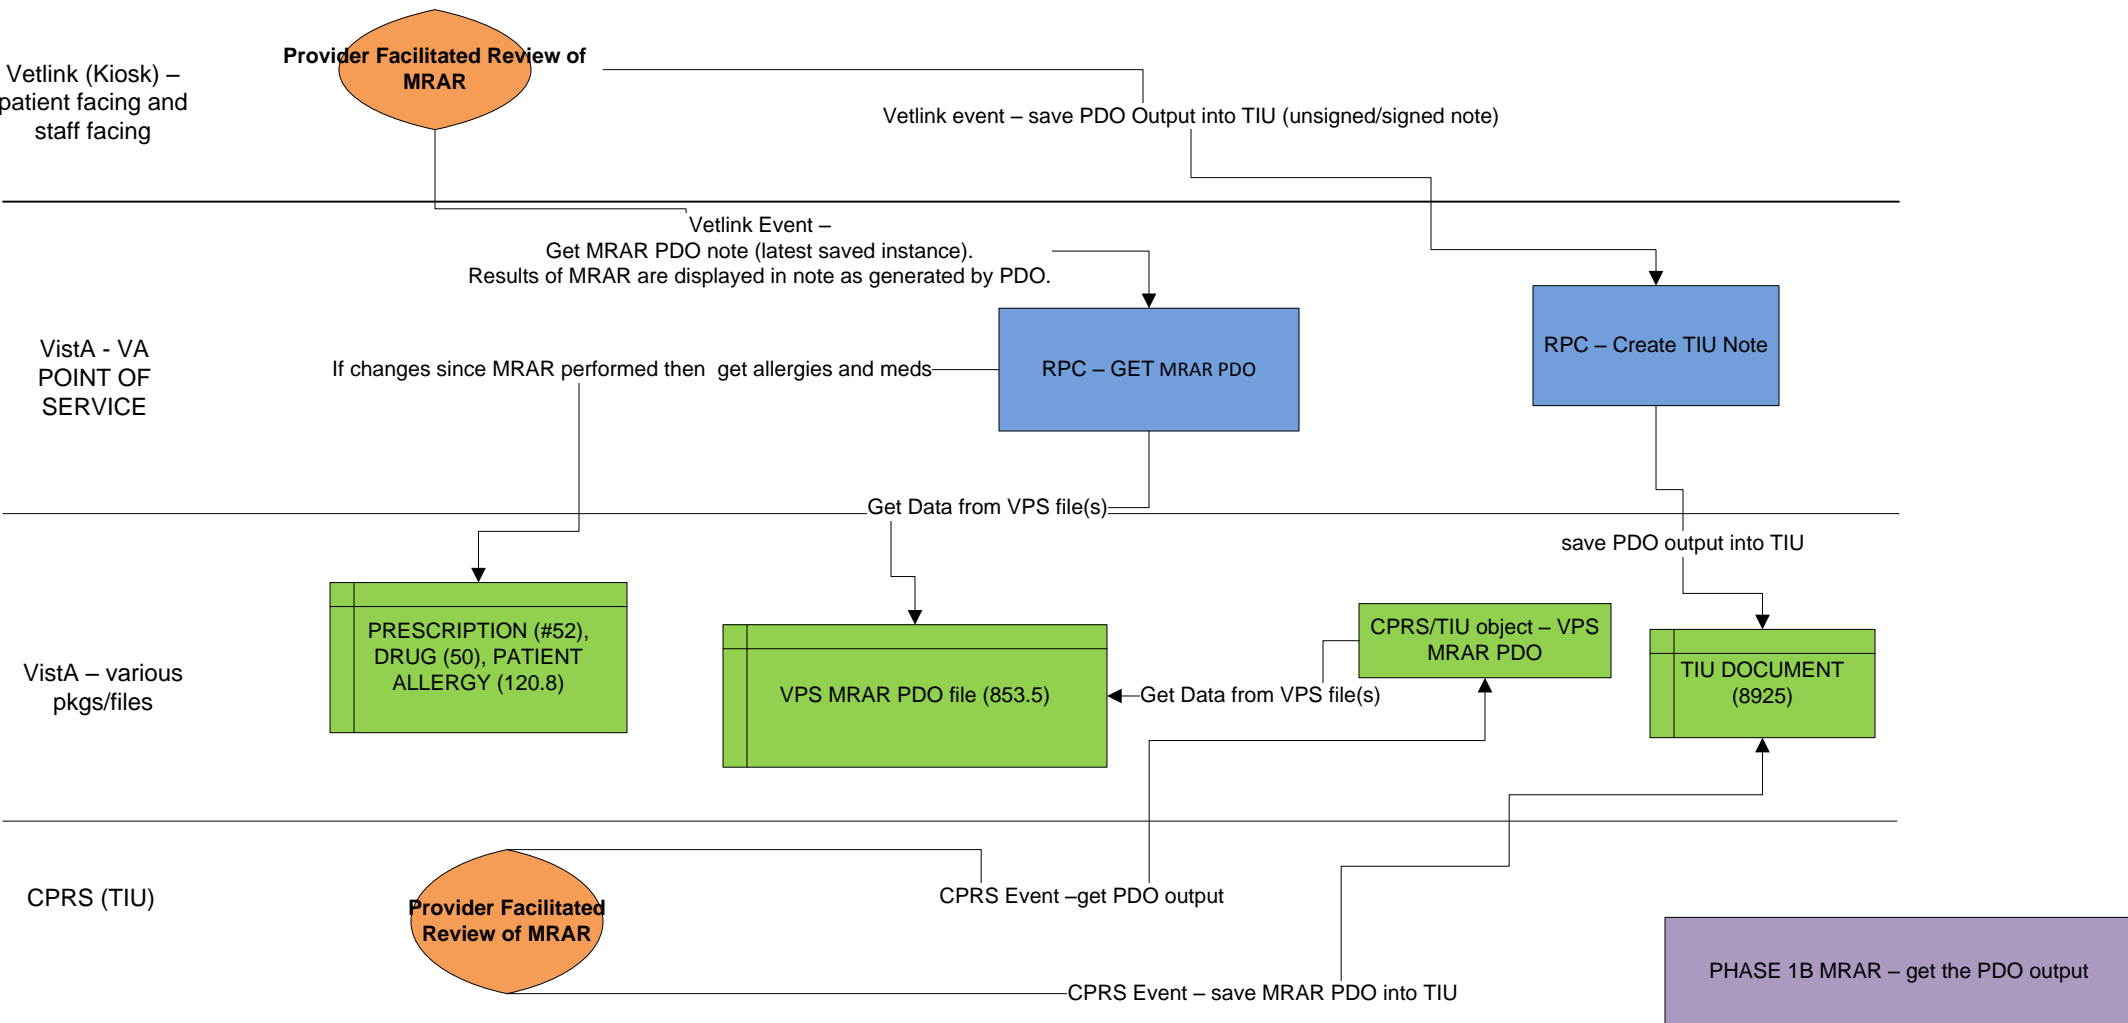 Vetlink (Kiosk) –
patient facing and
staff facing
Provider Facilitated Review of
MRAR
Vetlink event – save PDO Output into TIU (unsigned/signed note)
Vetlink Event –
Get MRAR PDO note (latest saved instance).
Results of MRAR are displayed in note as generated by PDO.
VistA - VA
POINT OF
SERVICE
If changes since MRAR performed then  get allergies and meds
RPC – GET MRAR PDO
RPC – Create TIU Note
Get Data from VPS file(s)
save PDO output into TIU
VistA – various
pkgs/files
PRESCRIPTION (#52),
DRUG (50), PATIENT
ALLERGY (120.8)
VPS MRAR PDO file (853.5)
Get Data from VPS file(s)
CPRS/TIU object – VPS
MRAR PDO
TIU DOCUMENT
(8925)
CPRS (TIU)
Provider Facilitated
Review of MRAR
CPRS Event –get PDO output
CPRS Event – save MRAR PDO into TIU
PHASE 1B MRAR – get the PDO output